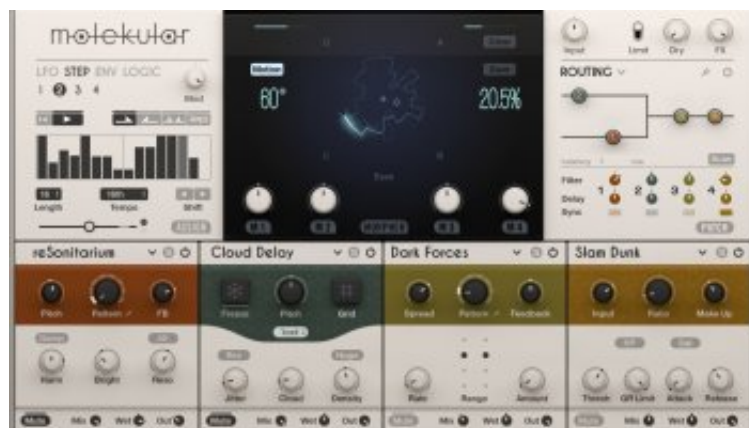 molekular
LFO STEP ENV LOGIC
1 2 3 4
Mod
Length Tempo Shift
ASSIGN
Motion
60°
20.5%
Input Limit Dry FX
ROUTING
Filter
Delay
Sync
1 2 3 4
reSonitarium
Pitch Pattern FB
Bright
Mute Mix Wet Out
Cloud Delay
Freeze Pitch Grid
Jitter Cloud Density
Mute Mix Wet Out
Dark Forces
Spread Pattern Feedback
Rate Range Amount
Mute Mix Wet Out
Slam Dunk
Input Ratio Make Up
Thresh GR Limit Attack Release
Mute Mix Wet Out